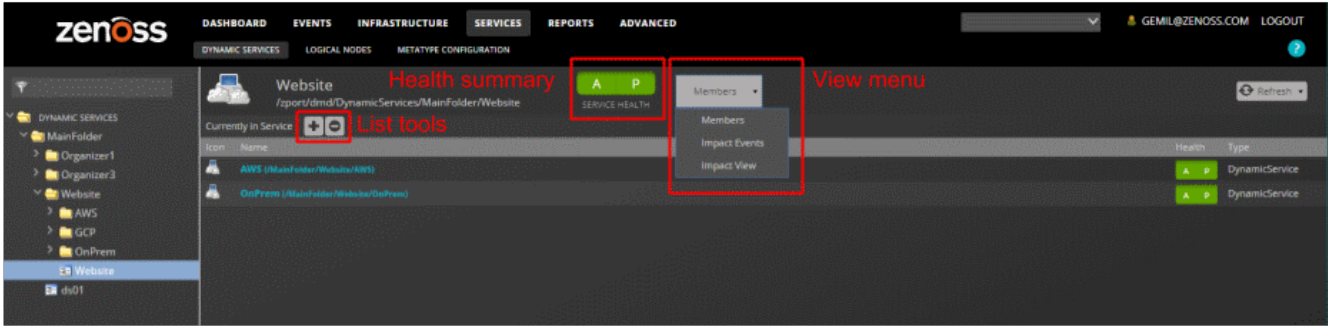 zenoss
DASHBOARD EVENTS INFRASTRUCTURE SERVICES REPORTS ADVANCED
GEMIL@ZENOSS.COM LOGOUT
DYNAMIC SERVICES LOGICAL NODES METATYPE CONFIGURATION
?
Website
Health summary
A P
SERVICE HEALTH
Members
View menu
Refresh
/zport/dmd/DynamicServices/MainFolder/Website
Currently in Service
List tools
Members
Impact Events
Impact View
Icon Name Health Type
AWS (/MainFolder/Website/AWS) A P DynamicService
OnPrem (/MainFolder/Website/OnPrem) A P DynamicService
DYNAMIC SERVICES
MainFolder
Organizer1
Organizer3
Website
AWS
GCP
OnPrem
Website
ds01